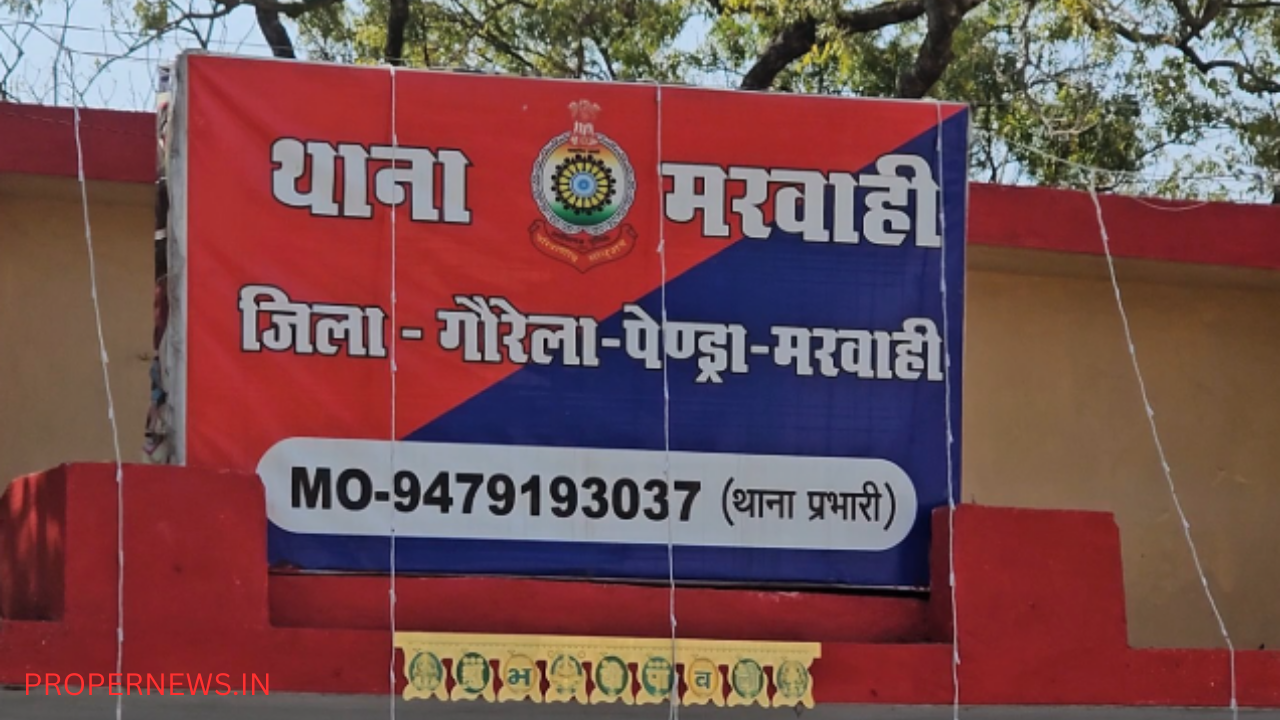 थाना मरवाही
जिला - गौरेला-पेण्ड्रा-मरवाही
MO-9479193037 (थाना प्रभारी)
PROPERNEWS.IN